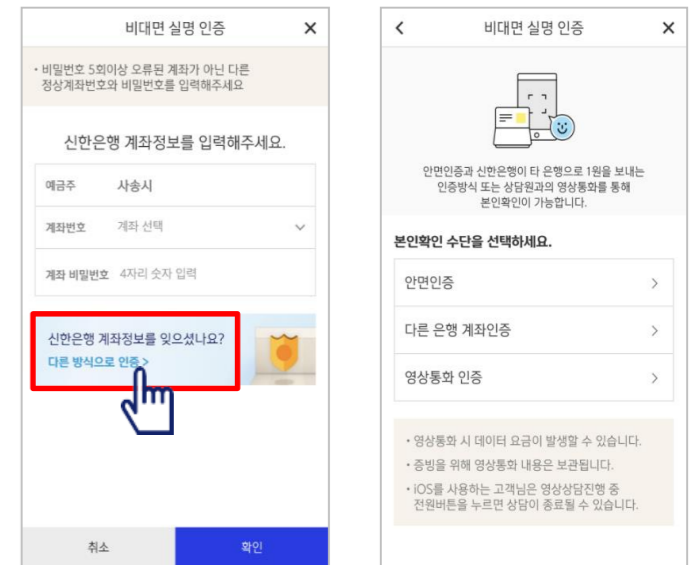 비대면 실명 인증
• 비밀번호 5회이상 오류된 계좌가 아닌 다른
정상계좌번호와 비밀번호를 입력해주세요
신한은행 계좌정보를 입력해주세요.
예금주 사송시
계좌번호 계좌 선택
계좌 비밀번호 4자리 숫자 입력
신한은행 계좌정보를 잊으셨나요?
다른 방식으로 인증 >
취소 확인
비대면 실명 인증
안면인증과 신한은행이 타 은행으로 1원을 보내는
인증방식 또는 상담원과의 영상통화를 통해
본인확인이 가능합니다.
본인확인 수단을 선택하세요.
안면인증
다른 은행 계좌인증
영상통화 인증
• 영상통화 시 데이터 요금이 발생할 수 있습니다.
• 증빙을 위해 영상통화 내용은 보관됩니다.
• iOS를 사용하는 고객님은 영상상담진행 중
전원버튼을 누르면 상담이 종료될 수 있습니다.